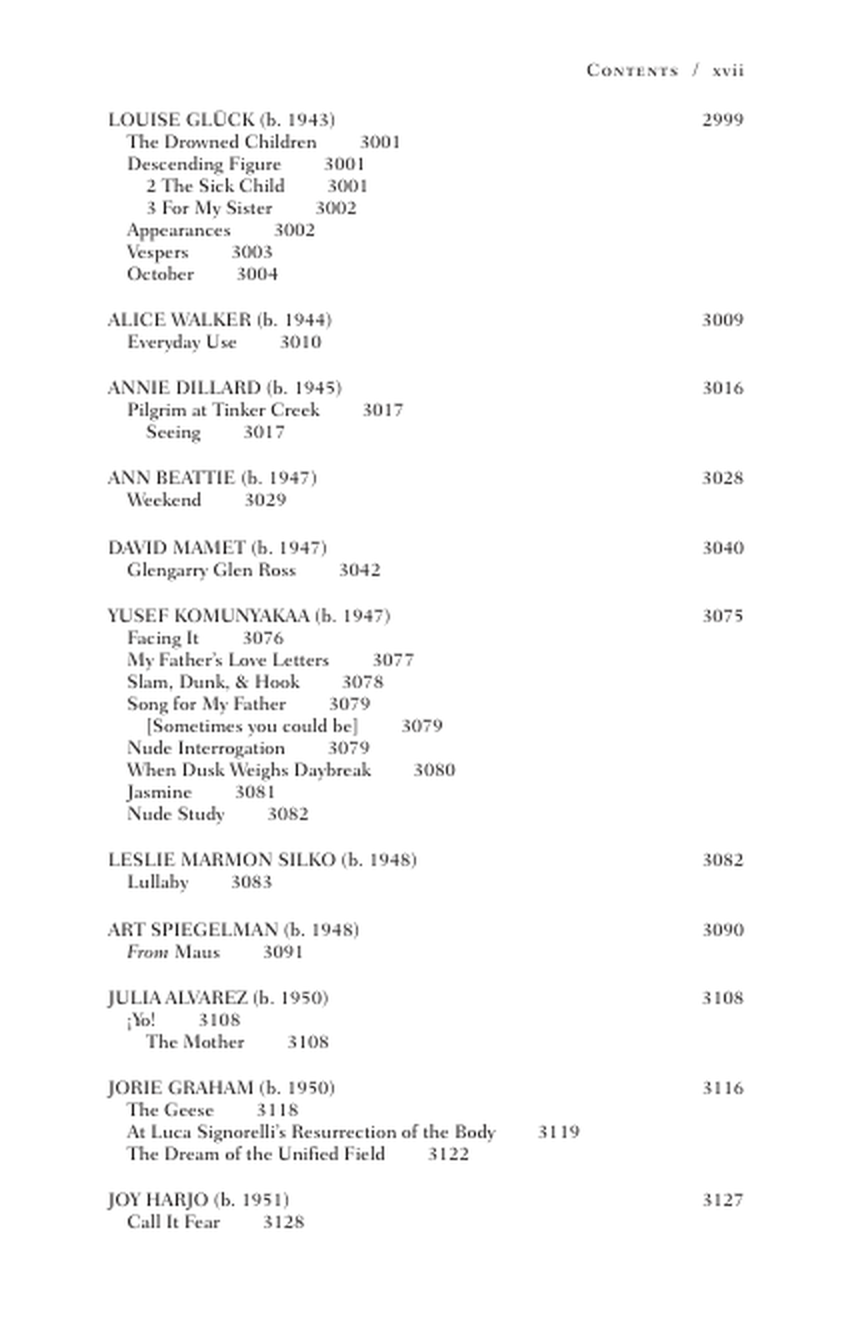 Contents / xvii
LOUISE GLÜCK (b. 1943) 2999
The Drowned Children 3001
Descending Figure 3001
2 The Sick Child 3001
3 For My Sister 3002
Appearances 3002
Vespers 3003
October 3004
ALICE WALKER (b. 1944) 3009
Everyday Use 3010
ANNIE DILLARD (b. 1945) 3016
Pilgrim at Tinker Creek 3017
Seeing 3017
ANN BEATTIE (b. 1947) 3028
Weekend 3029
DAVID MAMET (b. 1947) 3040
Glengarry Glen Ross 3042
YUSEF KOMUNYAKAA (b. 1947) 3075
Facing It 3076
My Father's Love Letters 3077
Slam, Dunk, & Hook 3078
Song for My Father 3079
[Sometimes you could be] 3079
Nude Interrogation 3079
When Dusk Weighs Daybreak 3080
Jasmine 3081
Nude Study 3082
LESLIE MARMON SILKO (b. 1948) 3082
Lullaby 3083
ART SPIEGELMAN (b. 1948) 3090
From Maus 3091
JULIA ALVAREZ (b. 1950) 3108
¡Yo! 3108
The Mother 3108
JORIE GRAHAM (b. 1950) 3116
The Geese 3118
At Luca Signorelli's Resurrection of the Body 3119
The Dream of the Unified Field 3122
JOY HARJO (b. 1951) 3127
Call It Fear 3128